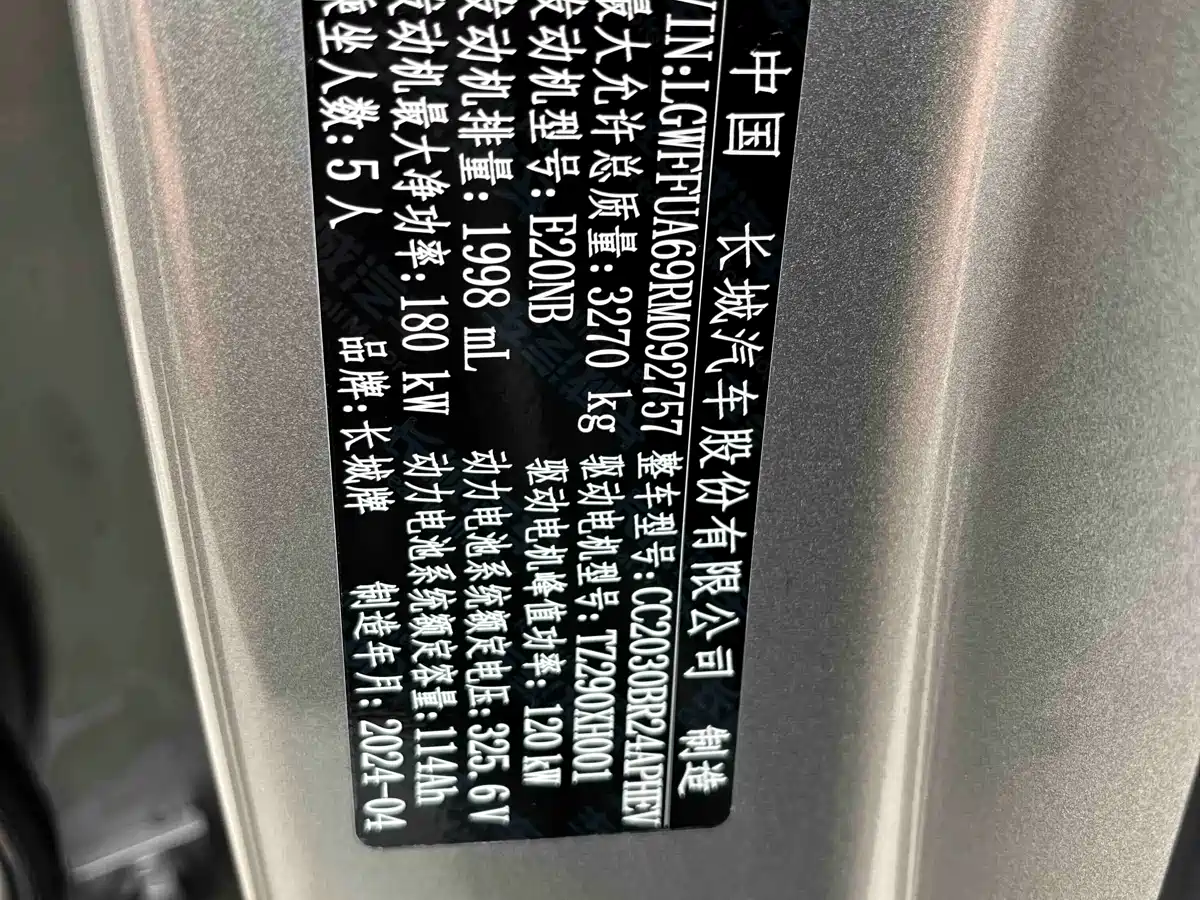 中国 长城汽车股份有限公司 制造
VIN:LGWFFUA69RM092757 整车型号:CC2030BR24APHEV
最大允许总质量:3270 kg 驱动电机型号:TZ290XH001
发动机型号:E20NB 驱动电机峰值功率:120kW
发动机排量:1998 mL 动力电池系统额定电压:325.6V
发动机最大净功率:180 kW 动力电池系统额定容量:114Ah
乘坐人数:5人 品牌:长城牌 制造年月:2024-04